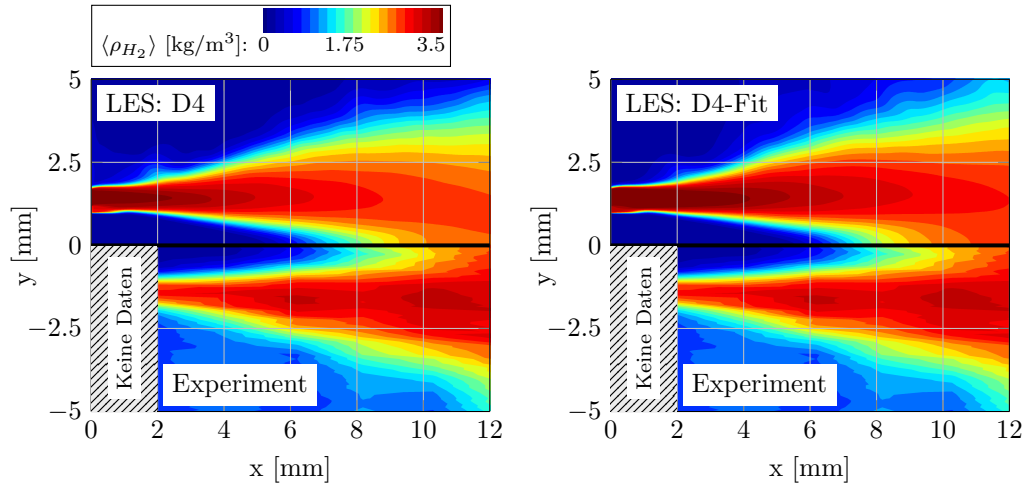 ⟨ρ_{H_2}⟩ [kg/m³]: 0 1.75 3.5
LES: D4
5
2.5
0
−2.5
−5
y [mm]
Keine Daten
Experiment
0 2 4 6 8 10 12
x [mm]
LES: D4-Fit
5
2.5
0
−2.5
−5
y [mm]
Keine Daten
Experiment
0 2 4 6 8 10 12
x [mm]